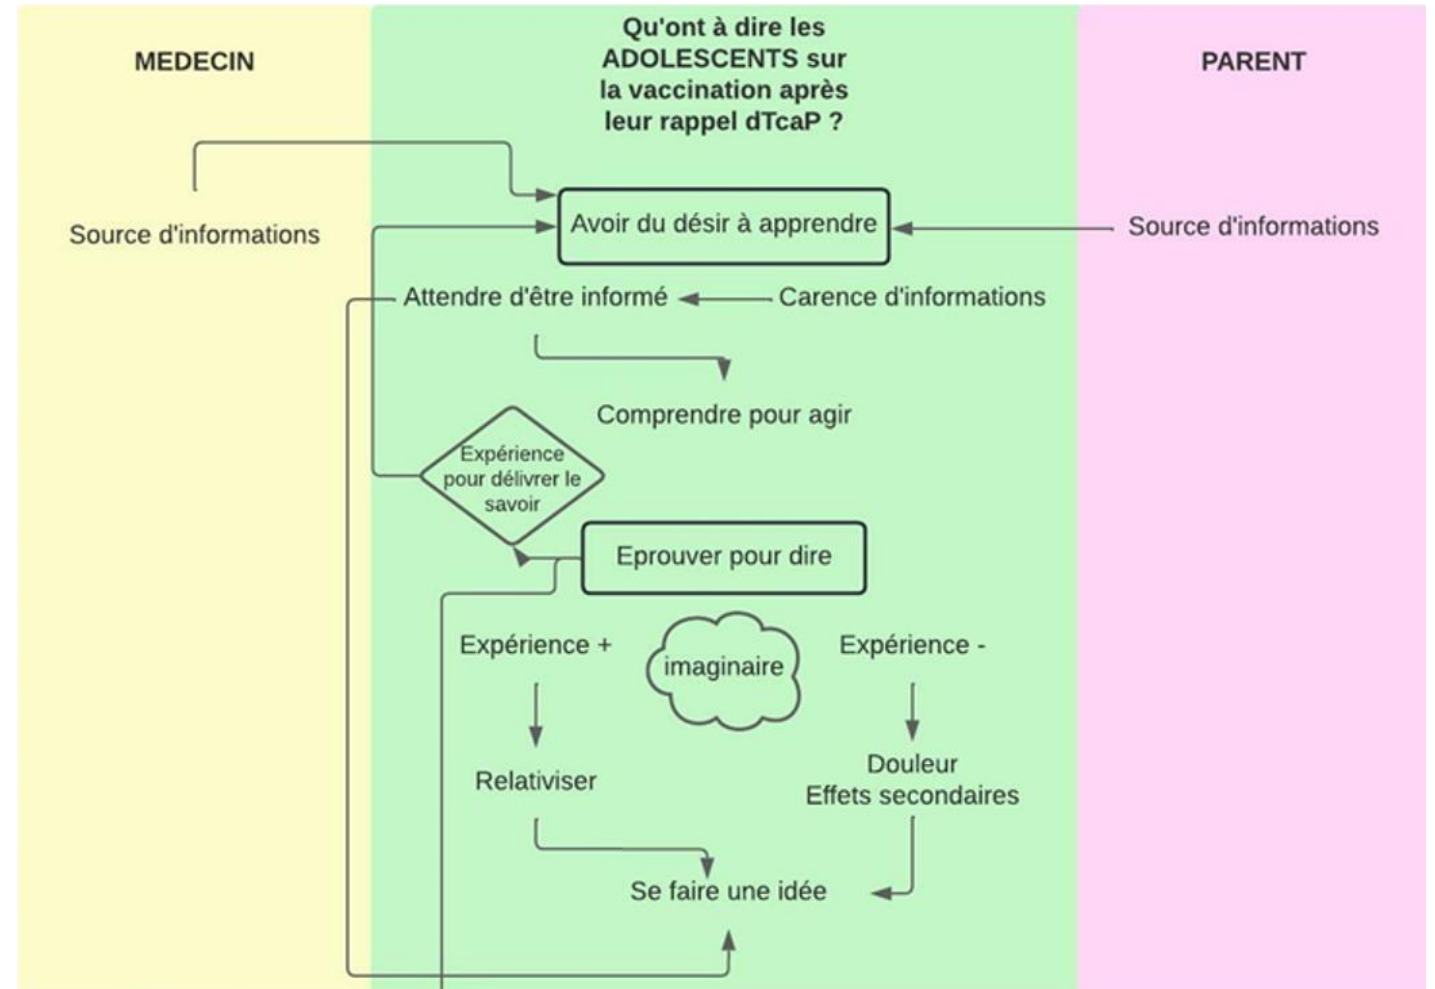 MEDECIN
Qu'ont à dire les
ADOLESCENTS sur
la vaccination après
leur rappel dTcaP ?
PARENT
Source d'informations
Avoir du désir à apprendre
Source d'informations
Attendre d'être informé
Carence d'informations
Comprendre pour agir
Expérience
pour délivrer le
savoir
Eprouver pour dire
Expérience +
imaginaire
Expérience -
Relativiser
Douleur
Effets secondaires
Se faire une idée